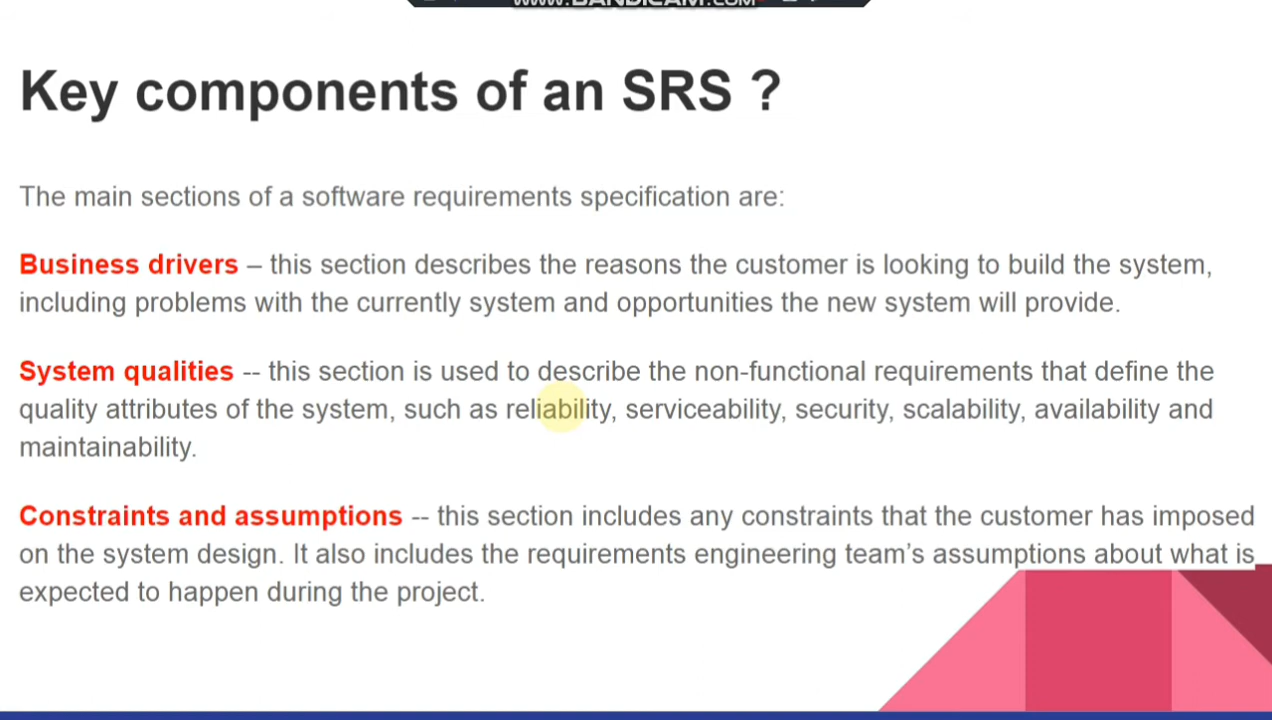 www.BANDICAM.COM
Key components of an SRS ?
The main sections of a software requirements specification are:
Business drivers – this section describes the reasons the customer is looking to build the system,
including problems with the currently system and opportunities the new system will provide.
System qualities -- this section is used to describe the non-functional requirements that define the
quality attributes of the system, such as reliability, serviceability, security, scalability, availability and
maintainability.
Constraints and assumptions -- this section includes any constraints that the customer has imposed
on the system design. It also includes the requirements engineering team’s assumptions about what is
expected to happen during the project.